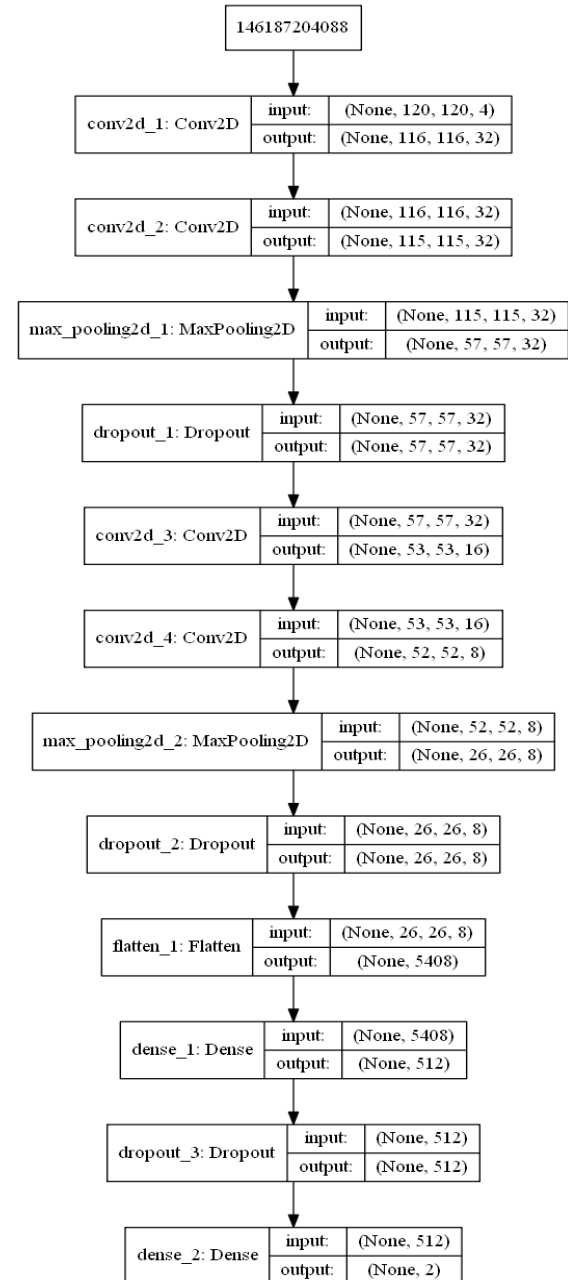 146187204088
conv2d_1: Conv2D
input: (None, 120, 120, 4)
output: (None, 116, 116, 32)
conv2d_2: Conv2D
input: (None, 116, 116, 32)
output: (None, 115, 115, 32)
max_pooling2d_1: MaxPooling2D
input: (None, 115, 115, 32)
output: (None, 57, 57, 32)
dropout_1: Dropout
input: (None, 57, 57, 32)
output: (None, 57, 57, 32)
conv2d_3: Conv2D
input: (None, 57, 57, 32)
output: (None, 53, 53, 16)
conv2d_4: Conv2D
input: (None, 53, 53, 16)
output: (None, 52, 52, 8)
max_pooling2d_2: MaxPooling2D
input: (None, 52, 52, 8)
output: (None, 26, 26, 8)
dropout_2: Dropout
input: (None, 26, 26, 8)
output: (None, 26, 26, 8)
flatten_1: Flatten
input: (None, 26, 26, 8)
output: (None, 5408)
dense_1: Dense
input: (None, 5408)
output: (None, 512)
dropout_3: Dropout
input: (None, 512)
output: (None, 512)
dense_2: Dense
input: (None, 512)
output: (None, 2)